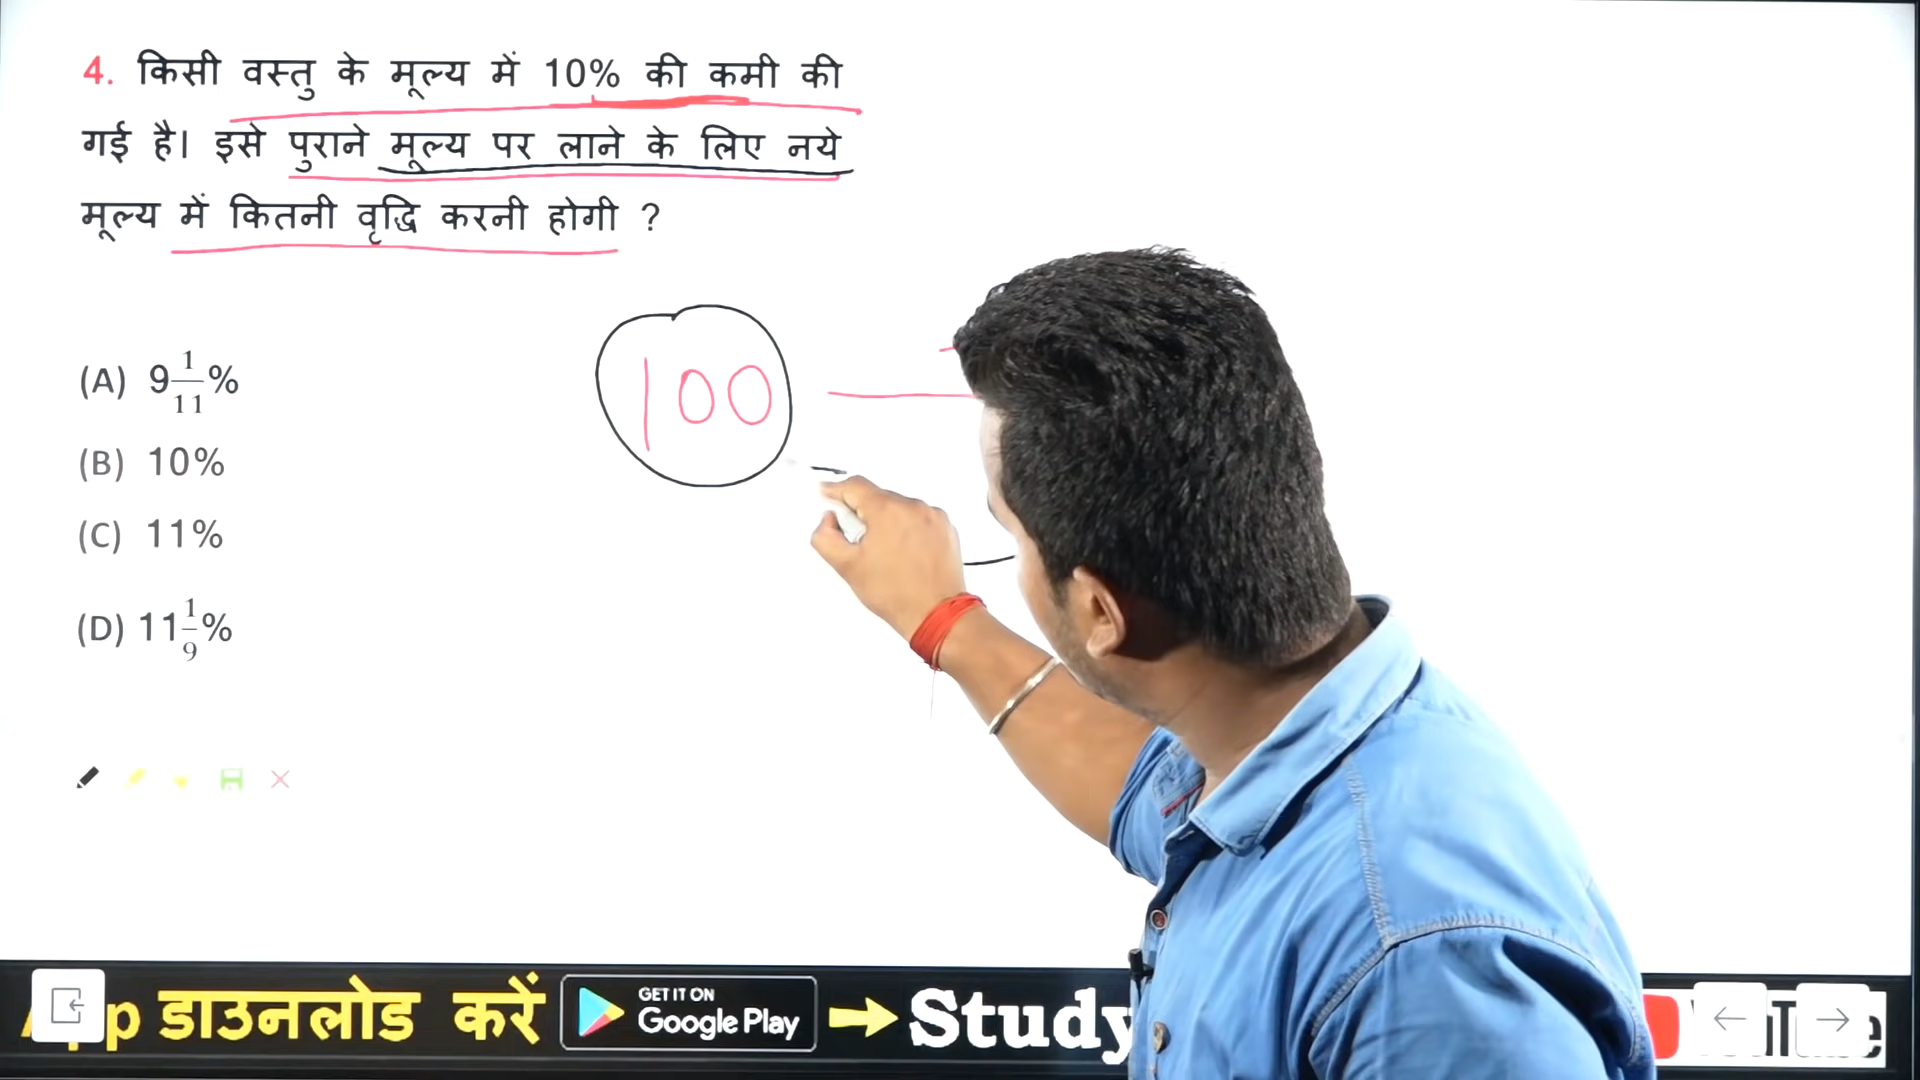 4. किसी वस्तु के मूल्य में 10% की कमी की
गई है। इसे पुराने मूल्य पर लाने के लिए नये
मूल्य में कितनी वृद्धि करनी होगी ?
100
(A) 9 1/11 %
(B) 10%
(C) 11%
(D) 11 1/9 %
डाउनलोड करें
GET IT ON
Google Play
Study